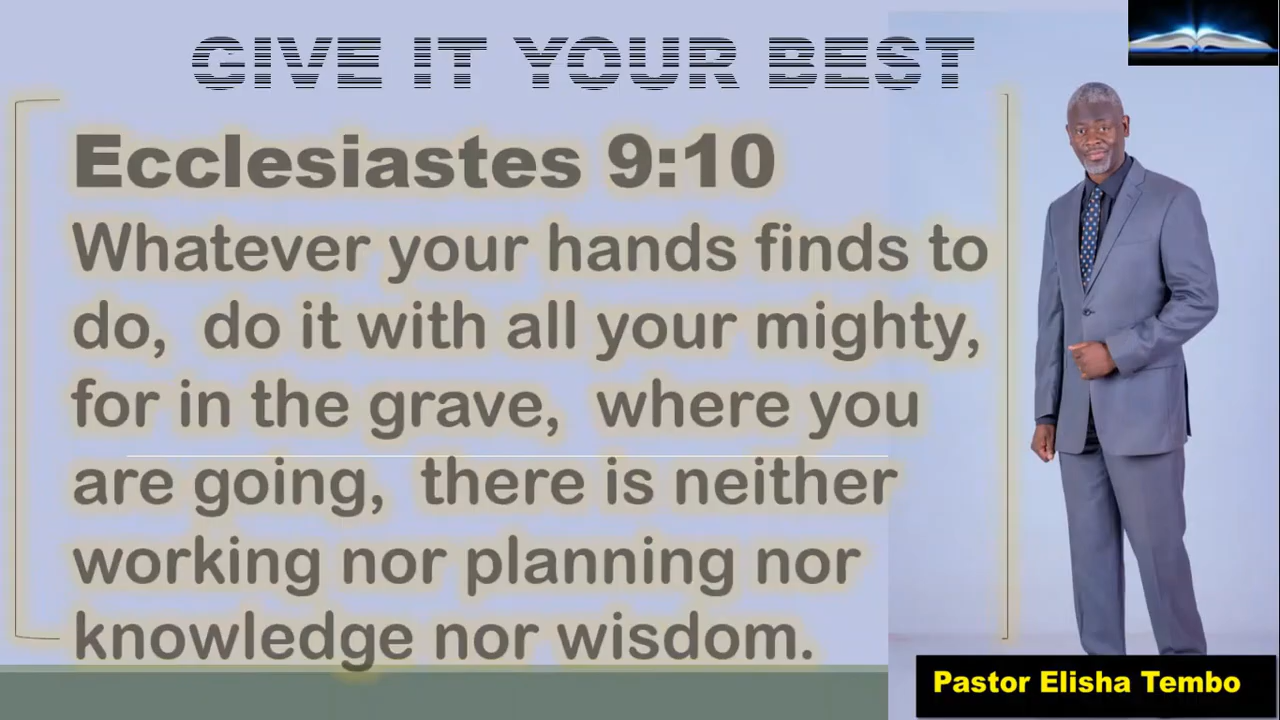 GIVE IT YOUR BEST
Ecclesiastes 9:10
Whatever your hands finds to
do, do it with all your mighty,
for in the grave, where you
are going, there is neither
working nor planning nor
knowledge nor wisdom.
Pastor Elisha Tembo